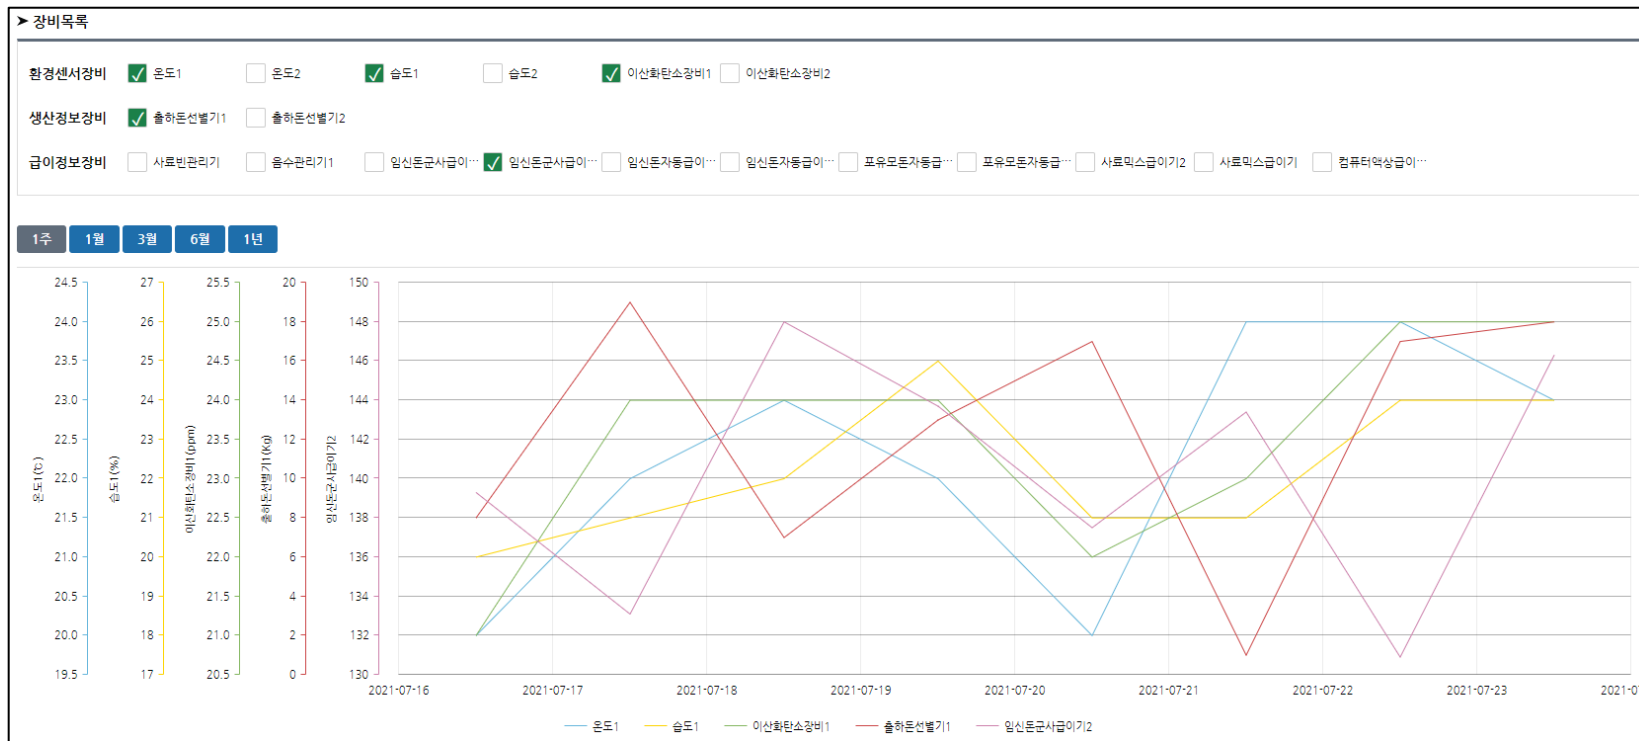 ➤ 장비목록
환경센서장비 온도1 온도2 습도1 습도2 이산화탄소장비1 이산화탄소장비2
생산정보장비 출하돈선별기1 출하돈선별기2
급이정보장비 사료빈관리기 음수관리기1 임신돈군사급이… 임신돈군사급이… 임신돈자동급이… 임신돈자동급이… 포유모돈자동급… 포유모돈자동급… 사료믹스급이기2 사료믹스급이기 컴퓨터액상급이…
1주 1월 3월 6월 1년
24.5 27 25.5 20 150
24.0 26 25.0 18 148
23.5 25 24.5 16 146
23.0 24 24.0 14 144
22.5 23 23.5 12 142
22.0 22 23.0 10 140
21.5 21 22.5 8 138
21.0 20 22.0 6 136
20.5 19 21.5 4 134
20.0 18 21.0 2 132
19.5 17 20.5 0 130
온도1(℃)
습도1(%)
이산화탄소장비1(ppm)
출하돈선별기1(Kg)
임신돈군사급이기2
2021-07-16 2021-07-17 2021-07-18 2021-07-19 2021-07-20 2021-07-21 2021-07-22 2021-07-23 2021-0
온도1 습도1 이산화탄소장비1 출하돈선별기1 임신돈군사급이기2